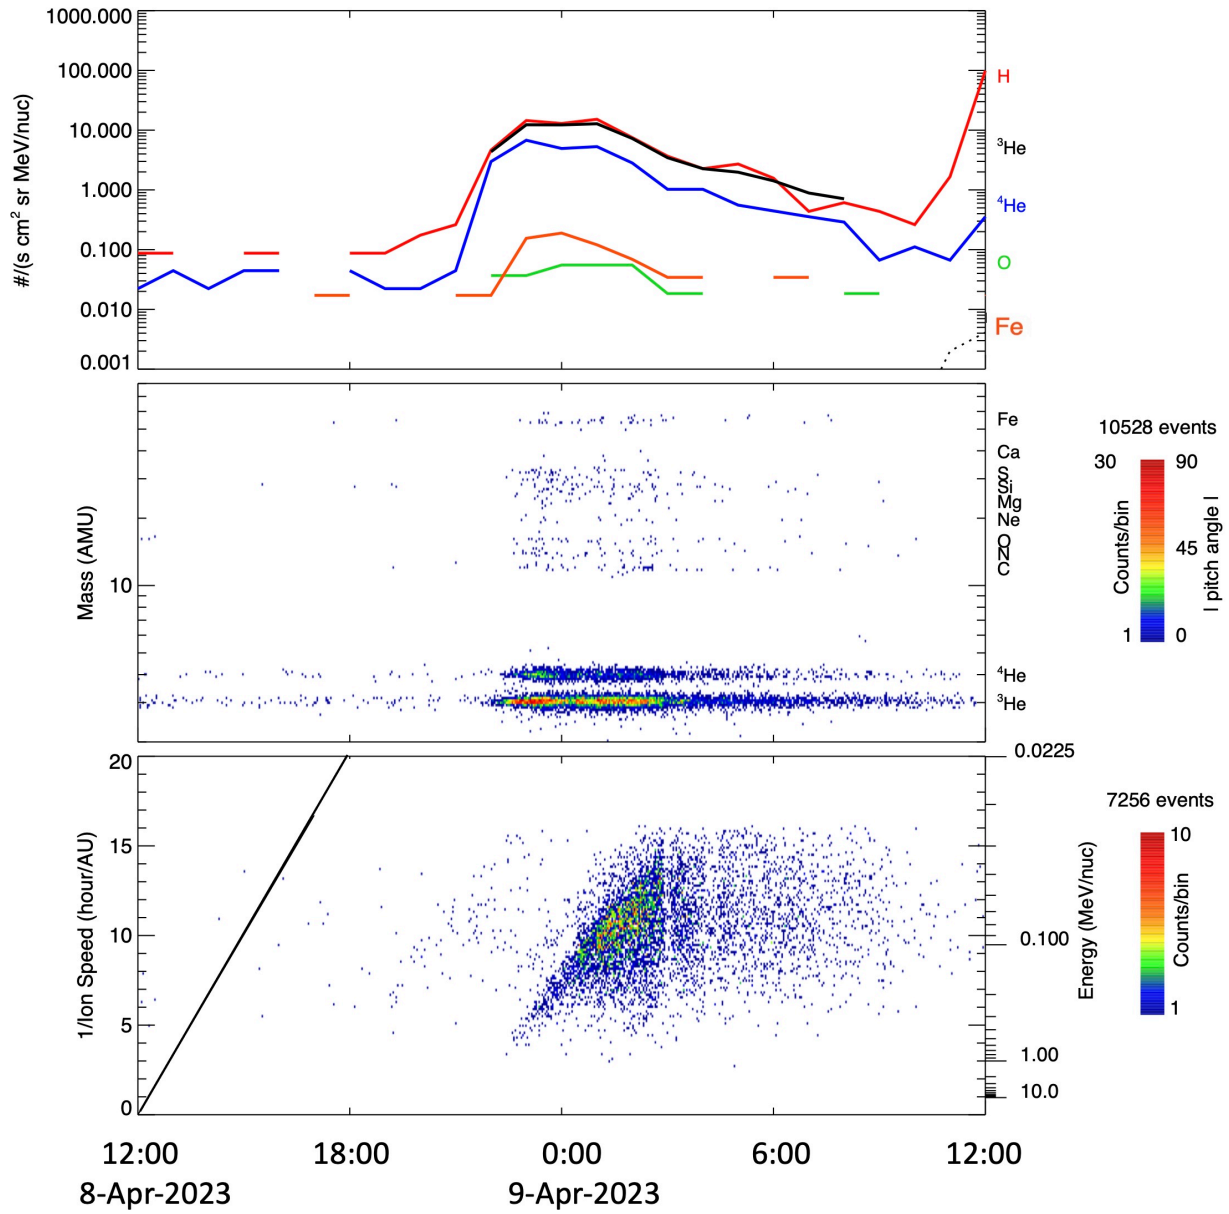 1000.000
100.000
10.000
1.000
0.100
0.010
0.001
#/(s cm² sr MeV/nuc)
H
³He
⁴He
O
Fe
Mass (AMU)
10
Fe
Ca
S
Si
Mg
Ne
O
N
C
⁴He
³He
10528 events
30
90
Counts/bin
45
| pitch angle |
1
0
20
15
10
5
0
1/Ion Speed (hour/AU)
0.0225
0.100
1.00
10.0
Energy (MeV/nuc)
7256 events
10
Counts/bin
1
12:00
18:00
0:00
6:00
12:00
8-Apr-2023
9-Apr-2023